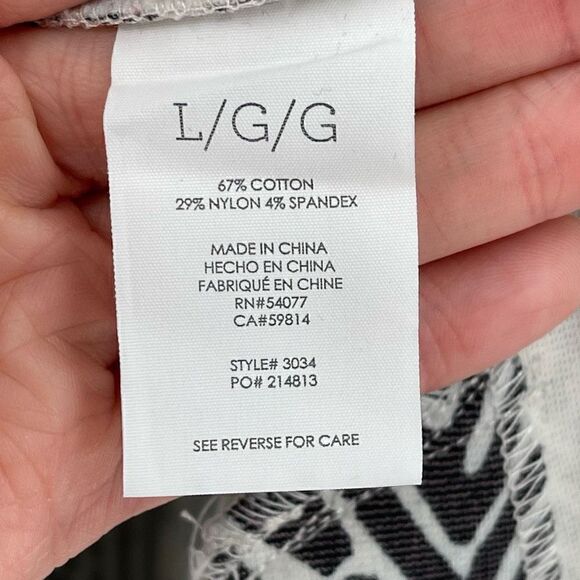 L/G/G
67% COTTON
29% NYLON 4% SPANDEX
MADE IN CHINA
HECHO EN CHINA
FABRIQUÉ EN CHINE
RN#54077
CA#59814
STYLE# 3034
PO# 214813
SEE REVERSE FOR CARE